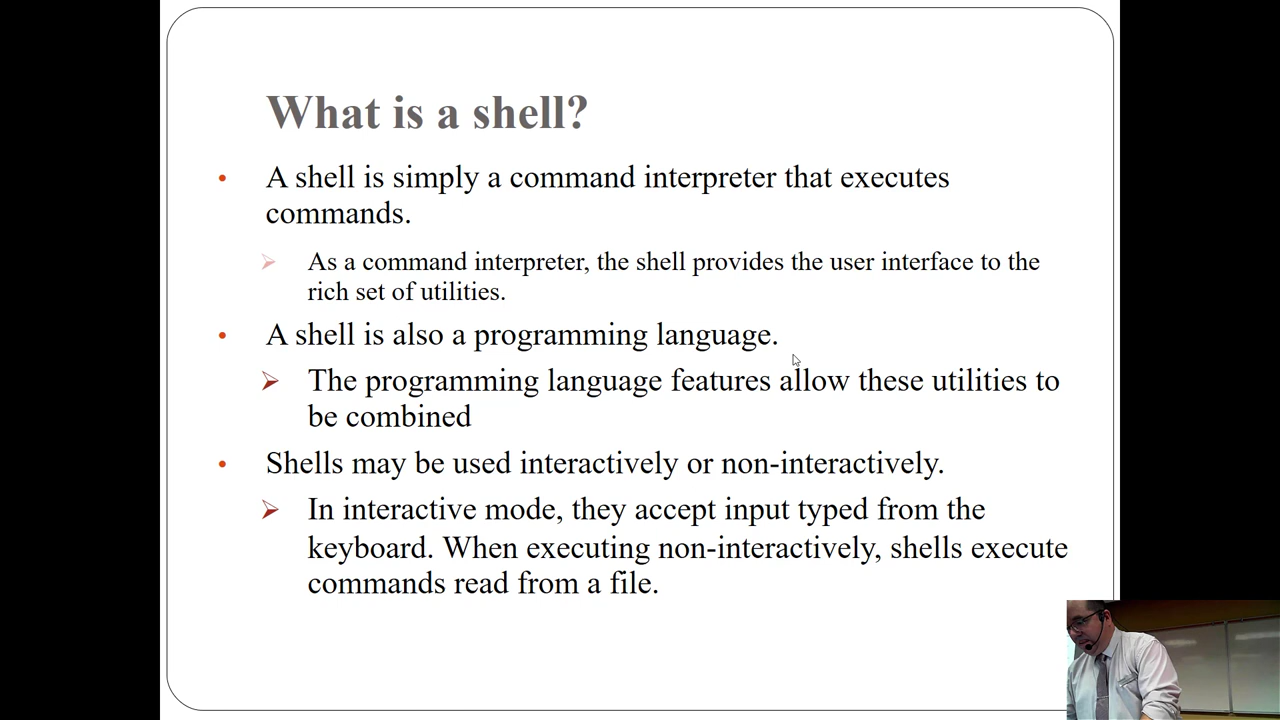 What is a shell?
A shell is simply a command interpreter that executes
commands.
As a command interpreter, the shell provides the user interface to the
rich set of utilities.
A shell is also a programming language.
The programming language features allow these utilities to
be combined
Shells may be used interactively or non-interactively.
In interactive mode, they accept input typed from the
keyboard. When executing non-interactively, shells execute
commands read from a file.